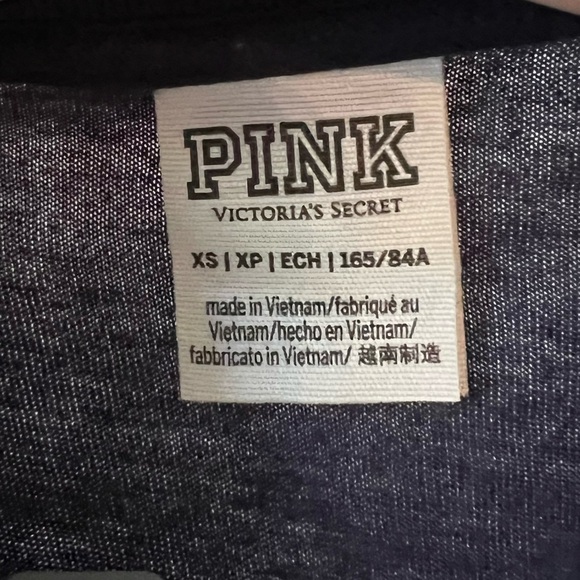 PINK
VICTORIA'S SECRET
XS | XP | ECH | 165/84A
made in Vietnam/fabriqué au
Vietnam/hecho en Vietnam/
fabbricato in Vietnam/ 越南制造